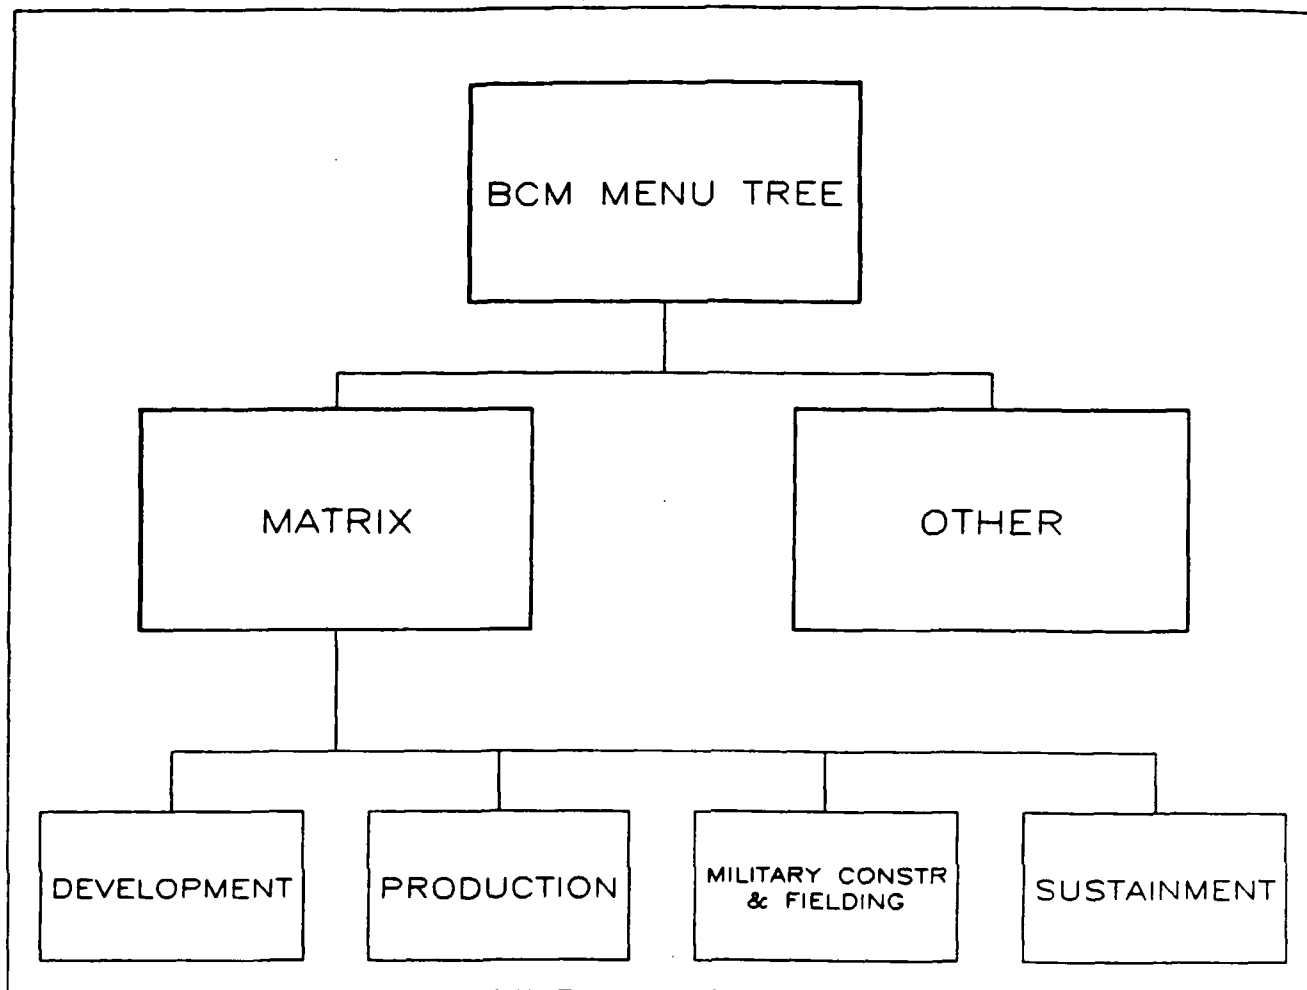 BCM MENU TREE
MATRIX
OTHER
DEVELOPMENT
PRODUCTION
MILITARY CONSTR
& FIELDING
SUSTAINMENT